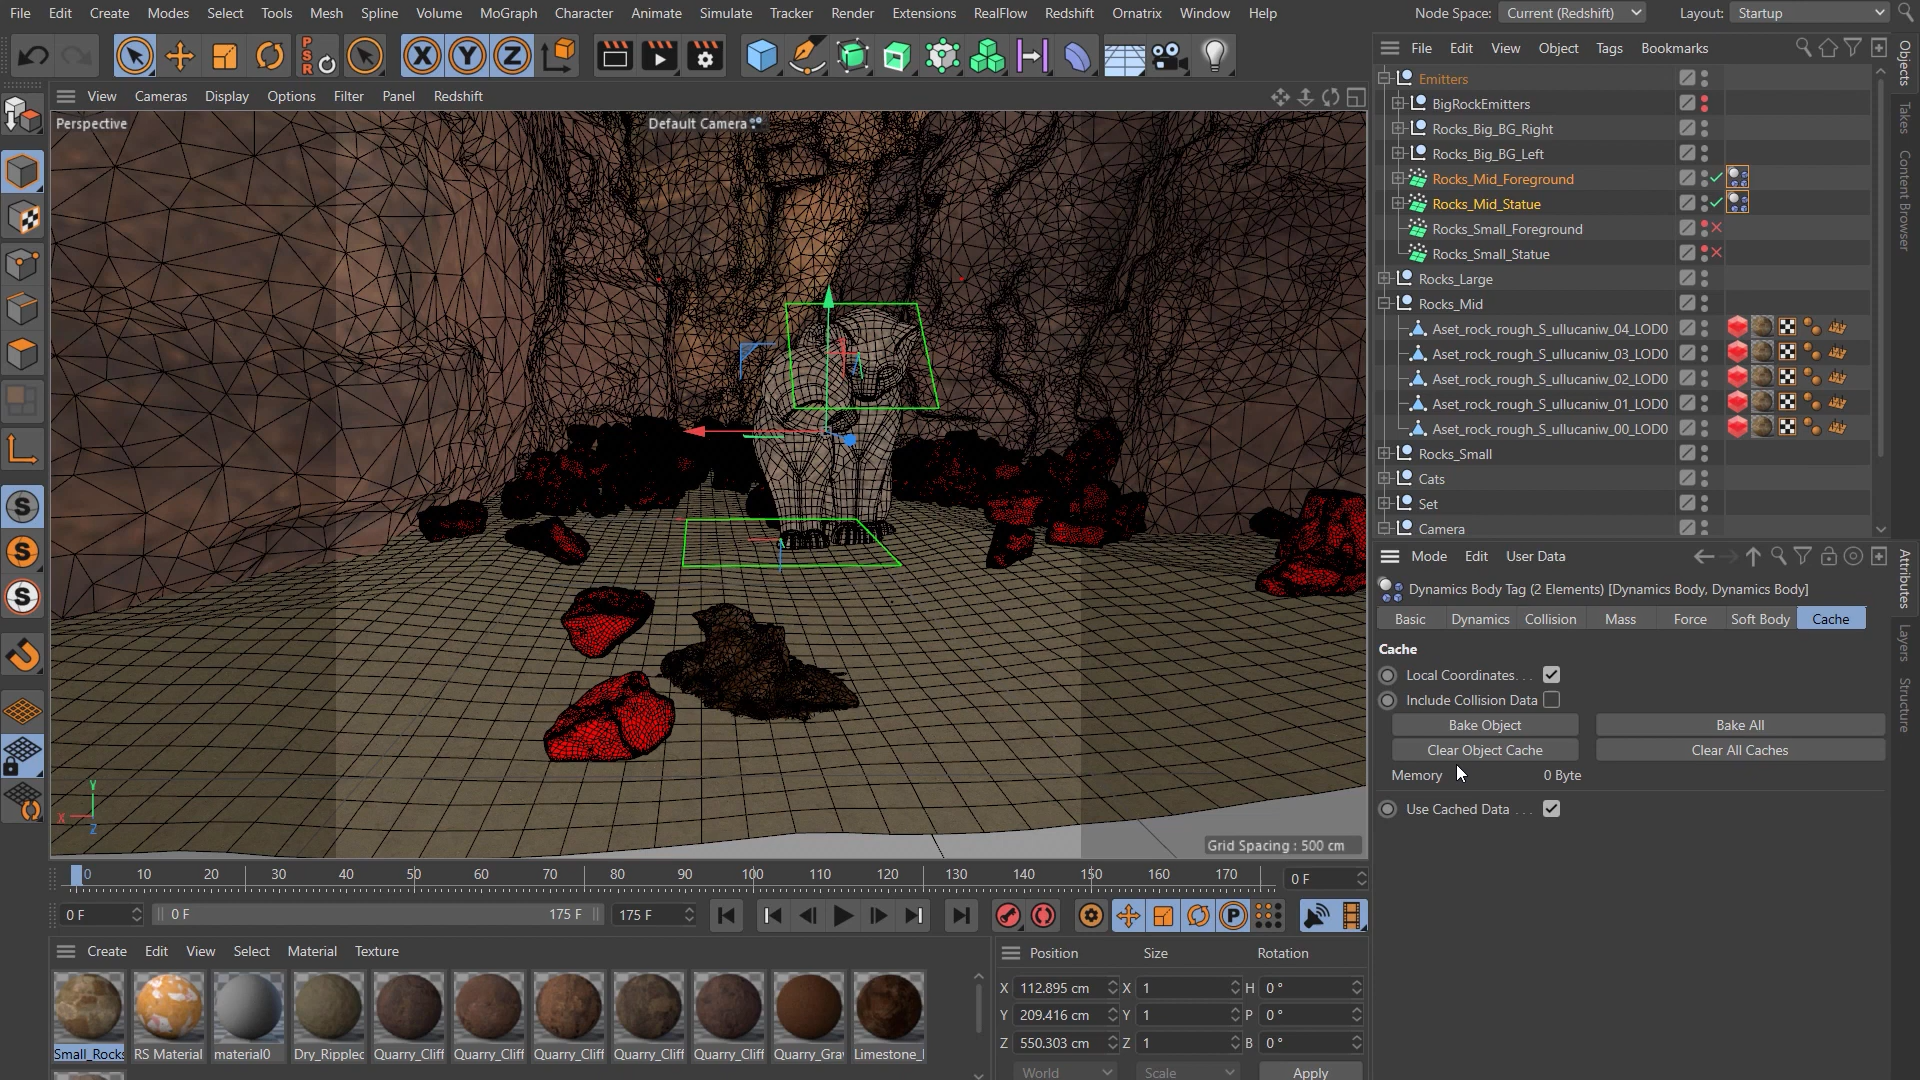 File Edit Create Modes Select Tools Mesh Spline Volume MoGraph Character Animate Simulate Tracker Render Extensions RealFlow Redshift Ornatrix Window Help Node Space: Current (Redshift) Layout: Startup
File Edit View Object Tags Bookmarks
View Cameras Display Options Filter Panel Redshift
Perspective
Default Camera
Emitters
BigRockEmitters
Rocks_Big_BG_Right
Rocks_Big_BG_Left
Rocks_Mid_Foreground
Rocks_Mid_Statue
Rocks_Small_Foreground
Rocks_Small_Statue
Rocks_Large
Rocks_Mid
Aset_rock_rough_S_ullucaniw_04_LOD0
Aset_rock_rough_S_ullucaniw_03_LOD0
Aset_rock_rough_S_ullucaniw_02_LOD0
Aset_rock_rough_S_ullucaniw_01_LOD0
Aset_rock_rough_S_ullucaniw_00_LOD0
Rocks_Small
Cats
Set
Camera
Objects
Takes
Content Browser
Mode Edit User Data
Dynamics Body Tag (2 Elements) [Dynamics Body, Dynamics Body]
Basic Dynamics Collision Mass Force Soft Body Cache
Cache
Local Coordinates. . .
Include Collision Data
Bake Object Bake All
Clear Object Cache Clear All Caches
Memory 0 Byte
Use Cached Data . . .
Attributes
Layers
Structure
Y
X
Z
Grid Spacing : 500 cm
0 10 20 30 40 50 60 70 80 90 100 110 120 130 140 150 160 170 0 F
0 F 0 F 175 F 175 F
Create Edit View Select Material Texture
Small_Rocks RS Material material0 Dry_Ripplec Quarry_Cliff Quarry_Cliff Quarry_Cliff Quarry_Cliff Quarry_Cliff Quarry_Gra Limestone_
Position Size Rotation
X 112.895 cm X 1 H 0 °
Y 209.416 cm Y 1 P 0 °
Z 550.303 cm Z 1 B 0 °
World Scale Apply